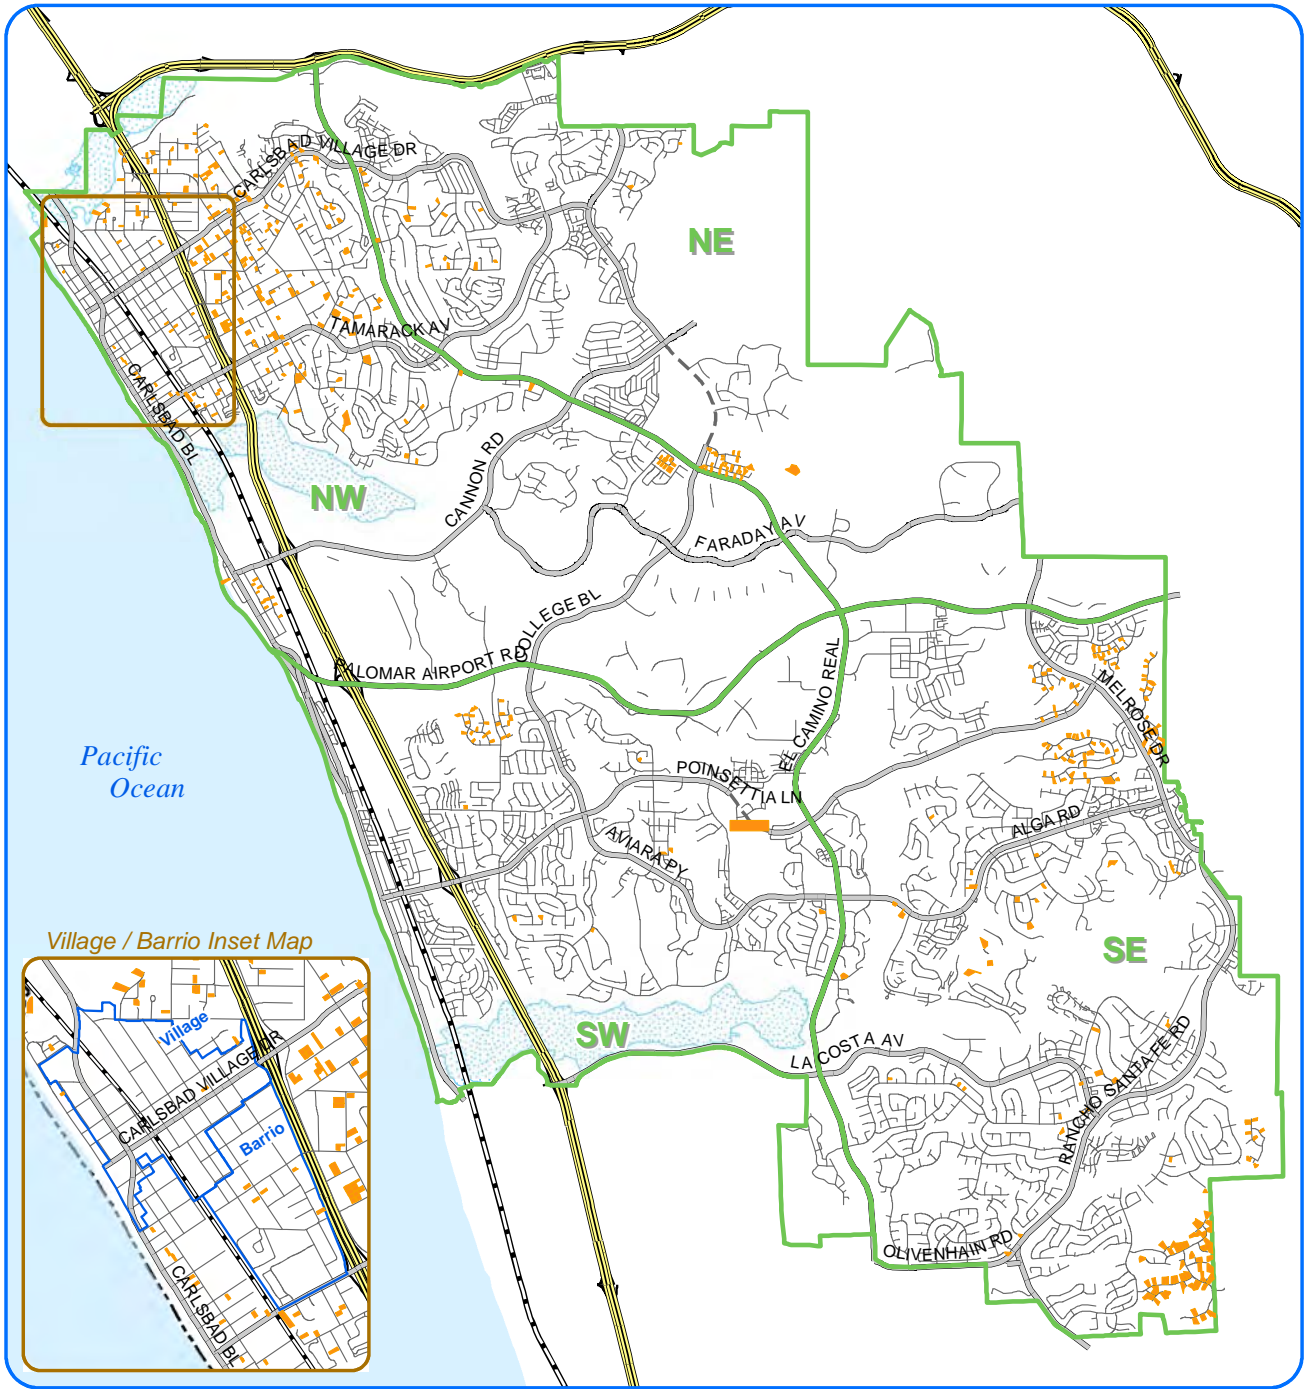 CARLSBAD VILLAGE DR
NE
TAMARACK AV
CARLSBAD BL
CANNON RD
NW
FARADAY AV
COLLEGE BL
PALOMAR AIRPORT RD
EL CAMINO REAL
MELROSE DR
Pacific
Ocean
POINSETTIA LN
ALGA RD
AVIARA PY
Village / Barrio Inset Map
SE
SW
LA COSTA AV
RANCHO SANTA FE RD
OLIVENHAIN RD
Village
CARLSBAD VILLAGE DR
Barrio
CARLSBAD BL